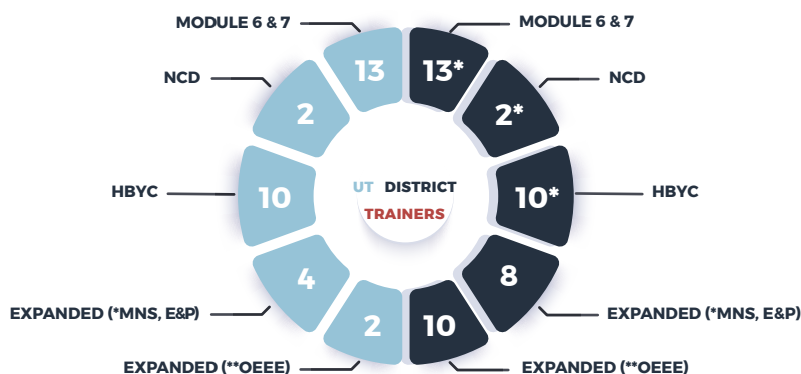 MODULE 6 & 7
MODULE 6 & 7
13
13*
NCD
NCD
2
2*
HBYC
10
UT DISTRICT
TRAINERS
10*
HBYC
4
8
EXPANDED (*MNS, E&P)
EXPANDED (*MNS, E&P)
2
10
EXPANDED (**OEEE)
EXPANDED (**OEEE)